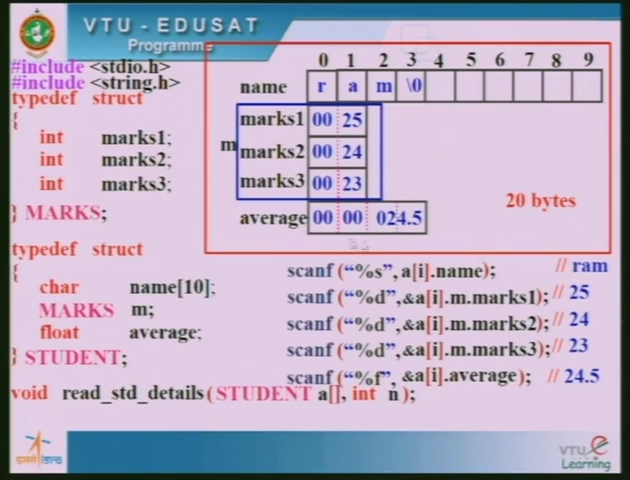 VTU - EDUSAT
Programme
#include <stdio.h>
#include <string.h>
typedef struct
{
int marks1;
int marks2;
int marks3;
} MARKS;
typedef struct
{
char name[10];
MARKS m;
float average;
} STUDENT;
void read_std_details(STUDENT a[], int n);
0 1 2 3 4 5 6 7 8 9
name r a m \0
m
marks1 00 25
marks2 00 24
marks3 00 23
average 00 00 024.5
20 bytes
scanf (“%s”, a[i].name); // ram
scanf (“%d”,&a[i].m.marks1); // 25
scanf (“%d”,&a[i].m.marks2); // 24
scanf (“%d”,&a[i].m.marks3); // 23
scanf (“%f”, &a[i].average); // 24.5
VTU e
Learning